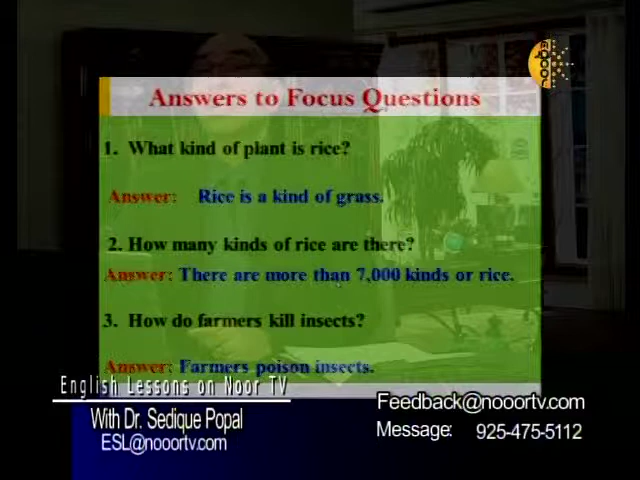 noor
Answers to Focus Questions
1. What kind of plant is rice?
Answer: Rice is a kind of grass.
2. How many kinds of rice are there?
Answer: There are more than 7,000 kinds or rice.
3. How do farmers kill insects?
Answer: Farmers poison insects.
English Lessons on Noor TV
With Dr. Sedique Popal
ESL@nooortv.com
Feedback@nooortv.com
Message: 925-475-5112